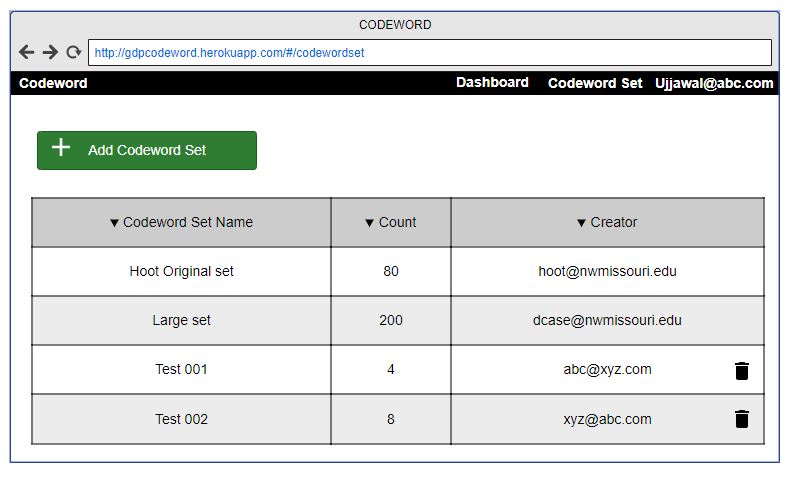 CODEWORD
http://gdpcodeword.herokuapp.com/#/codewordset
Codeword Dashboard Codeword Set Ujjawal@abc.com
Add Codeword Set
▼ Codeword Set Name ▼ Count ▼ Creator
Hoot Original set 80 hoot@nwmissouri.edu
Large set 200 dcase@nwmissouri.edu
Test 001 4 abc@xyz.com
Test 002 8 xyz@abc.com